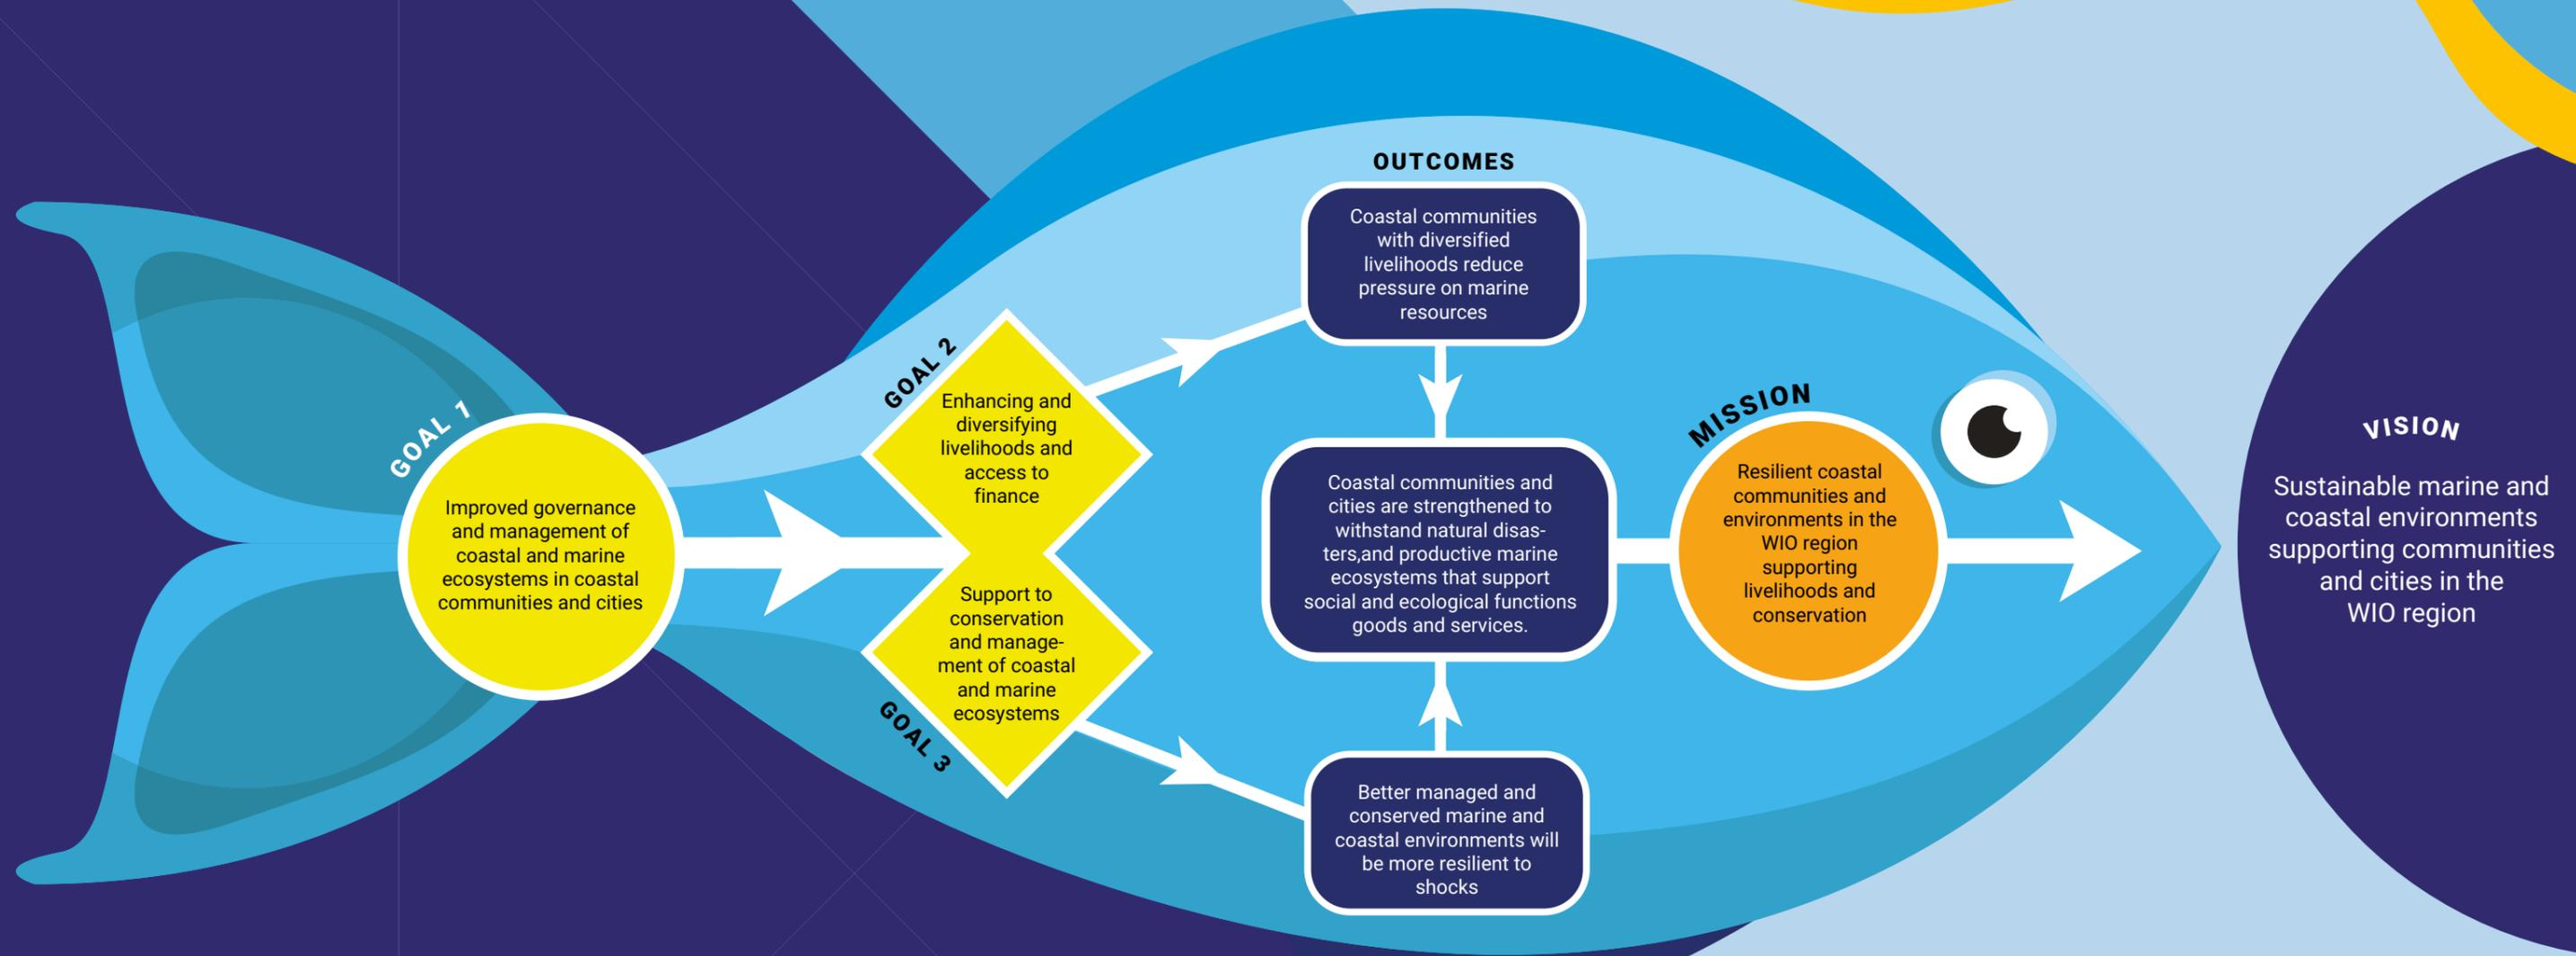 GOAL 1
Improved governance
and management of
coastal and marine
ecosystems in coastal
communities and cities
GOAL 2
Enhancing and
diversifying
livelihoods and
access to
finance
GOAL 3
Support to
conservation
and manage-
ment of coastal
and marine
ecosystems
OUTCOMES
Coastal communities
with diversified
livelihoods reduce
pressure on marine
resources
Coastal communities and
cities are strengthened to
withstand natural disas-
ters,and productive marine
ecosystems that support
social and ecological functions
goods and services.
Better managed and
conserved marine and
coastal environments will
be more resilient to
shocks
MISSION
Resilient coastal
communities and
environments in the
WIO region
supporting
livelihoods and
conservation
VISION
Sustainable marine and
coastal environments
supporting communities
and cities in the
WIO region